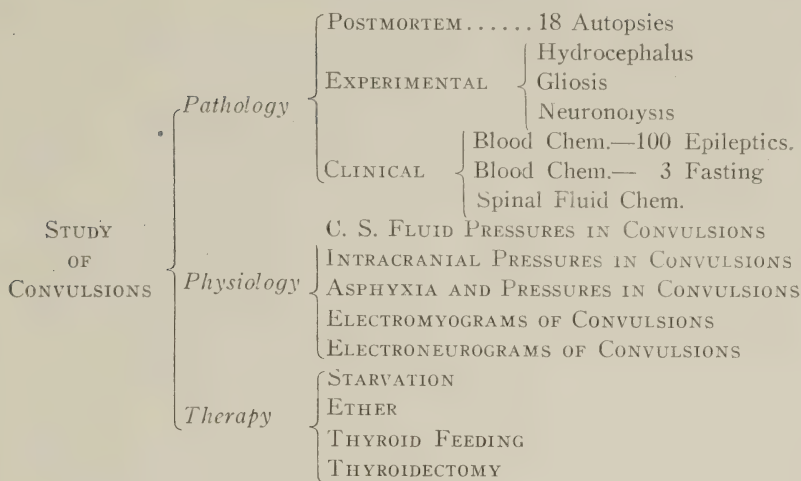 POSTMORTEM...... 18 Autopsies
Hydrocephalus
EXPERIMENTAL
Gliosis
Neuronolysis
Pathology
Blood Chem.—100 Epileptics.
CLINICAL
Blood Chem.— 3 Fasting
Spinal Fluid Chem.
STUDY
OF
CONVULSIONS
C. S. FLUID PRESSURES IN CONVULSIONS
INTRACRANIAL PRESSURES IN CONVULSIONS
Physiology
ASPHYXIA AND PRESSURES IN CONVULSIONS
ELECTROMYOGRAMS OF CONVULSIONS
ELECTRONEUROGRAMS OF CONVULSIONS
STARVATION
ETHER
Therapy
THYROID FEEDING
THYROIDECTOMY